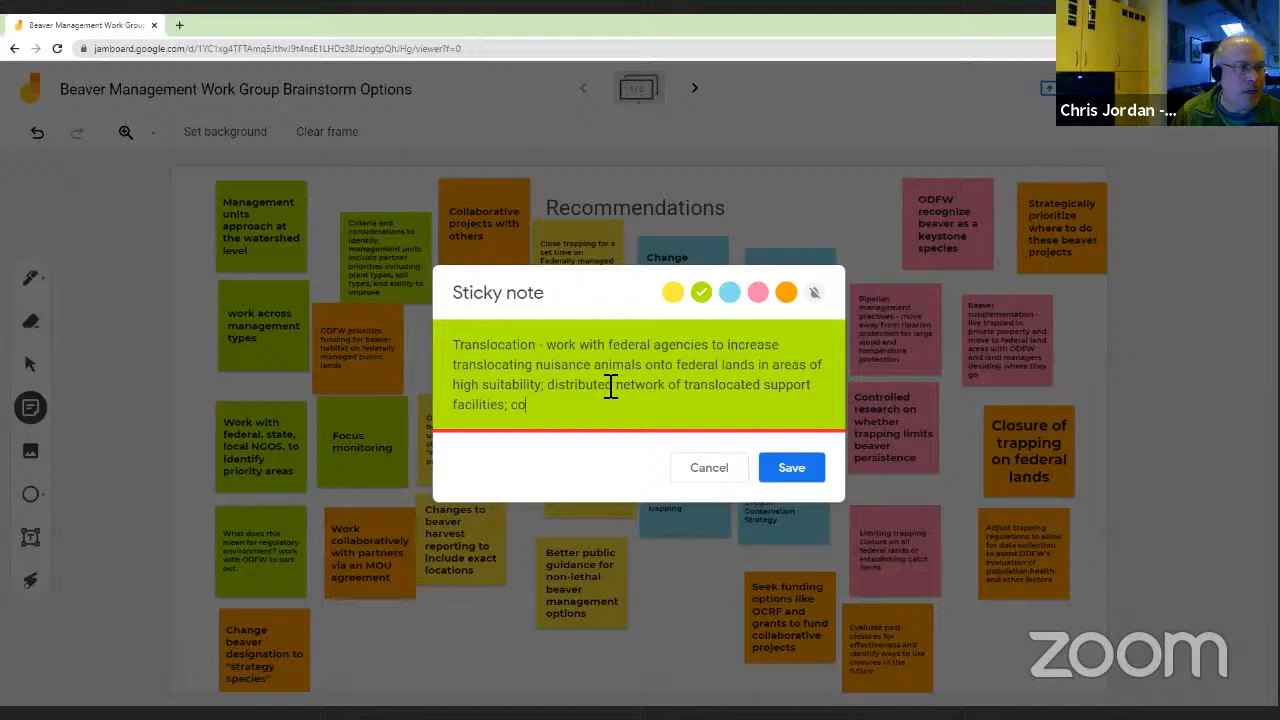 Beaver Management Work Grou
jamboard.google.com/d/1YC1xg4TFTAmqSJthvJ9t4nsE1LHDz38JzlogtpQhJHg/viewer?f=0
Beaver Management Work Group Brainstorm Options
1/5
Set background
Clear frame
Chris Jordan -...
Recommendations
Management
units
approach at
the watershed
level
Criteria and
considerations to
identify
management units
include partner
priorities including
plant types, soil
types, and ability to
improve
Collaborative
projects with
others
Close trapping for a
set time on
Federally managed
Change
ODFW
recognize
beaver as a
keystone
species
Strategically
prioritize
where to do
these beaver
projects
work across
management
types
ODFW prioritize
funding for beaver
habitat on federally
managed public
lands
Sticky note
Translocation - work with federal agencies to increase
translocating nuisance animals onto federal lands in areas of
high suitability; distributed network of translocated support
facilities; co
Cancel
Save
Riparian
management
practices - move
away from riparian
protection for large
wood and
temperature
protection
Beaver
supplementation -
live trapped in
private property and
move to federal land
areas with ODFW
and land managers
deciding where they
go
Work with
federal, state,
local NGOS. to
identify
priority areas
Focus
monitoring
Controlled
research on
whether
trapping limits
beaver
persistence
Closure of
trapping
on federal
lands
What does this
mean for regulatory
environment? work
with ODFW to sort
out.
Work
collaboratively
with partners
via an MOU
agreement
Changes to
beaver
harvest
reporting to
include exact
locations
Better public
guidance for
non-lethal
beaver
management
options
trapping
Oregon
Conservation
Strategy
Limiting trapping -
closure on all
federal lands or
establishing catch
limits
Adjust trapping
regulations to allow
for data collection
to assist ODFW's
evaluation of
population health
and other factors
Change
beaver
designation to
"strategy
species"
Seek funding
options like
OCRF and
grants to fund
collaborative
projects
Evaluate past
closures for
effectiveness and
identify ways to use
closures in the
future
zoom